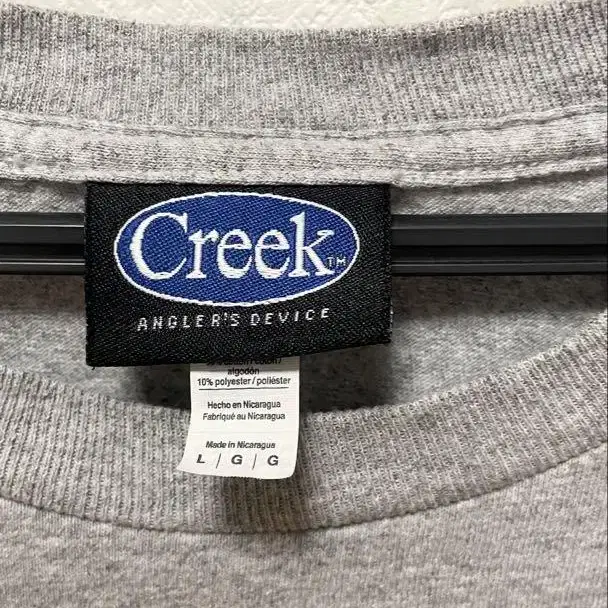 Creek TM
ANGLER'S DEVICE
algodón
10% polyester / poliéster
Hecho en Nicaragua
Fabriqué au Nicaragua
Made in Nicaragua
L / G / G